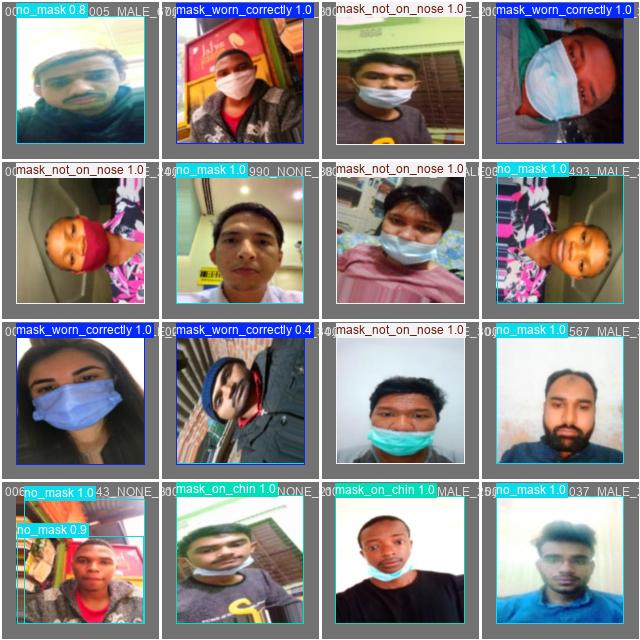 no_mask 0.8
005_MALE_
mask_worn_correctly 1.0
mask_not_on_nose 1.0
mask_worn_correctly 1.0
mask_not_on_nose 1.0
no_mask 1.0
990_NONE_
mask_not_on_nose 1.0
no_mask 1.0
493_MALE_
mask_worn_correctly 1.0
mask_worn_correctly 0.4
mask_not_on_nose 1.0
no_mask 1.0
567_MALE_
no_mask 1.0
43_NONE_
no_mask 0.9
mask_on_chin 1.0
NONE_
mask_on_chin 1.0
MALE_
no_mask 1.0
037_MALE_